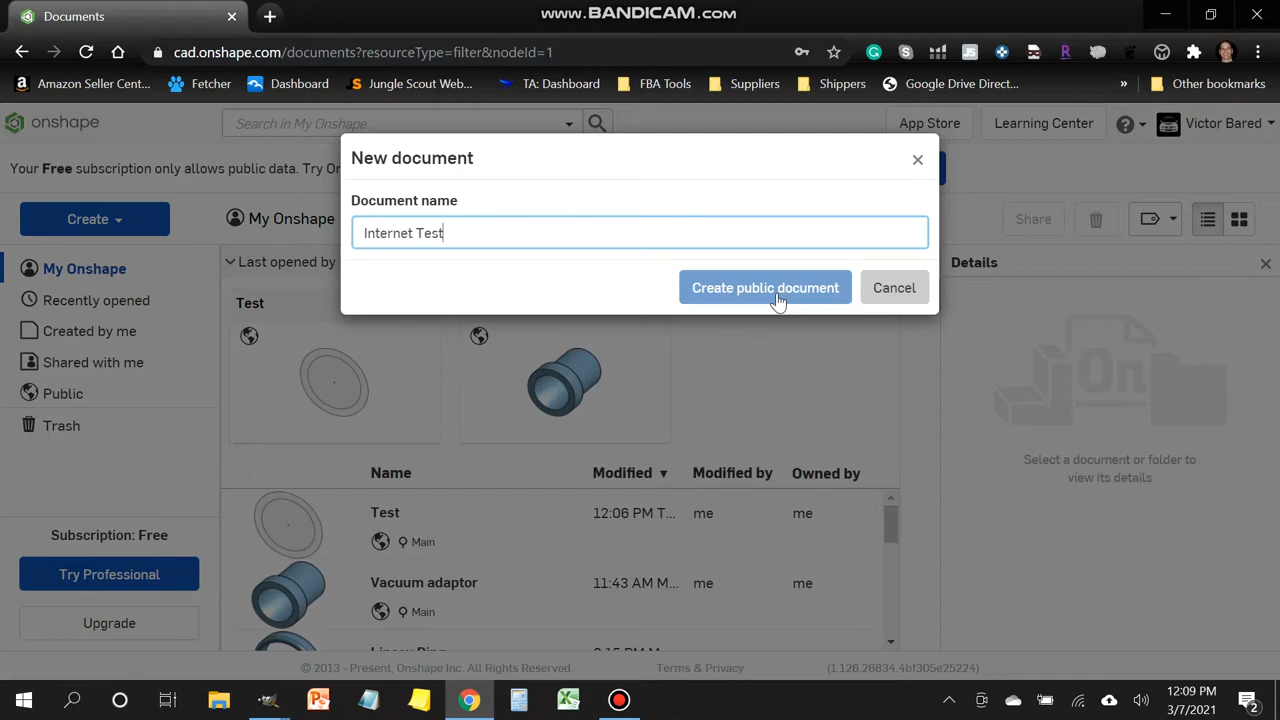 Documents
www.BANDICAM.com
cad.onshape.com/documents?resourceType=filter&nodeId=1
Amazon Seller Cent...
Fetcher
Dashboard
Jungle Scout Web...
TA: Dashboard
FBA Tools
Suppliers
Shippers
Google Drive Direct...
Other bookmarks
onshape
Search in My Onshape
App Store
Learning Center
Victor Bared
Your Free subscription only allows public data. Try On
New document
Document name
Internet Test
Create public document
Cancel
Create
My Onshape
Share
My Onshape
Recently opened
Created by me
Shared with me
Public
Trash
Last opened by
Test
Details
On
Select a document or folder to
view its details
Name Modified Modified by Owned by
Test 12:06 PM T... me me
Main
Vacuum adaptor 11:43 AM M... me me
Main
Subscription: Free
Try Professional
Upgrade
© 2013 - Present, Onshape Inc. All Rights Reserved.
Terms & Privacy
(1.126.26834.4bf305e25224)
12:09 PM
3/7/2021
2